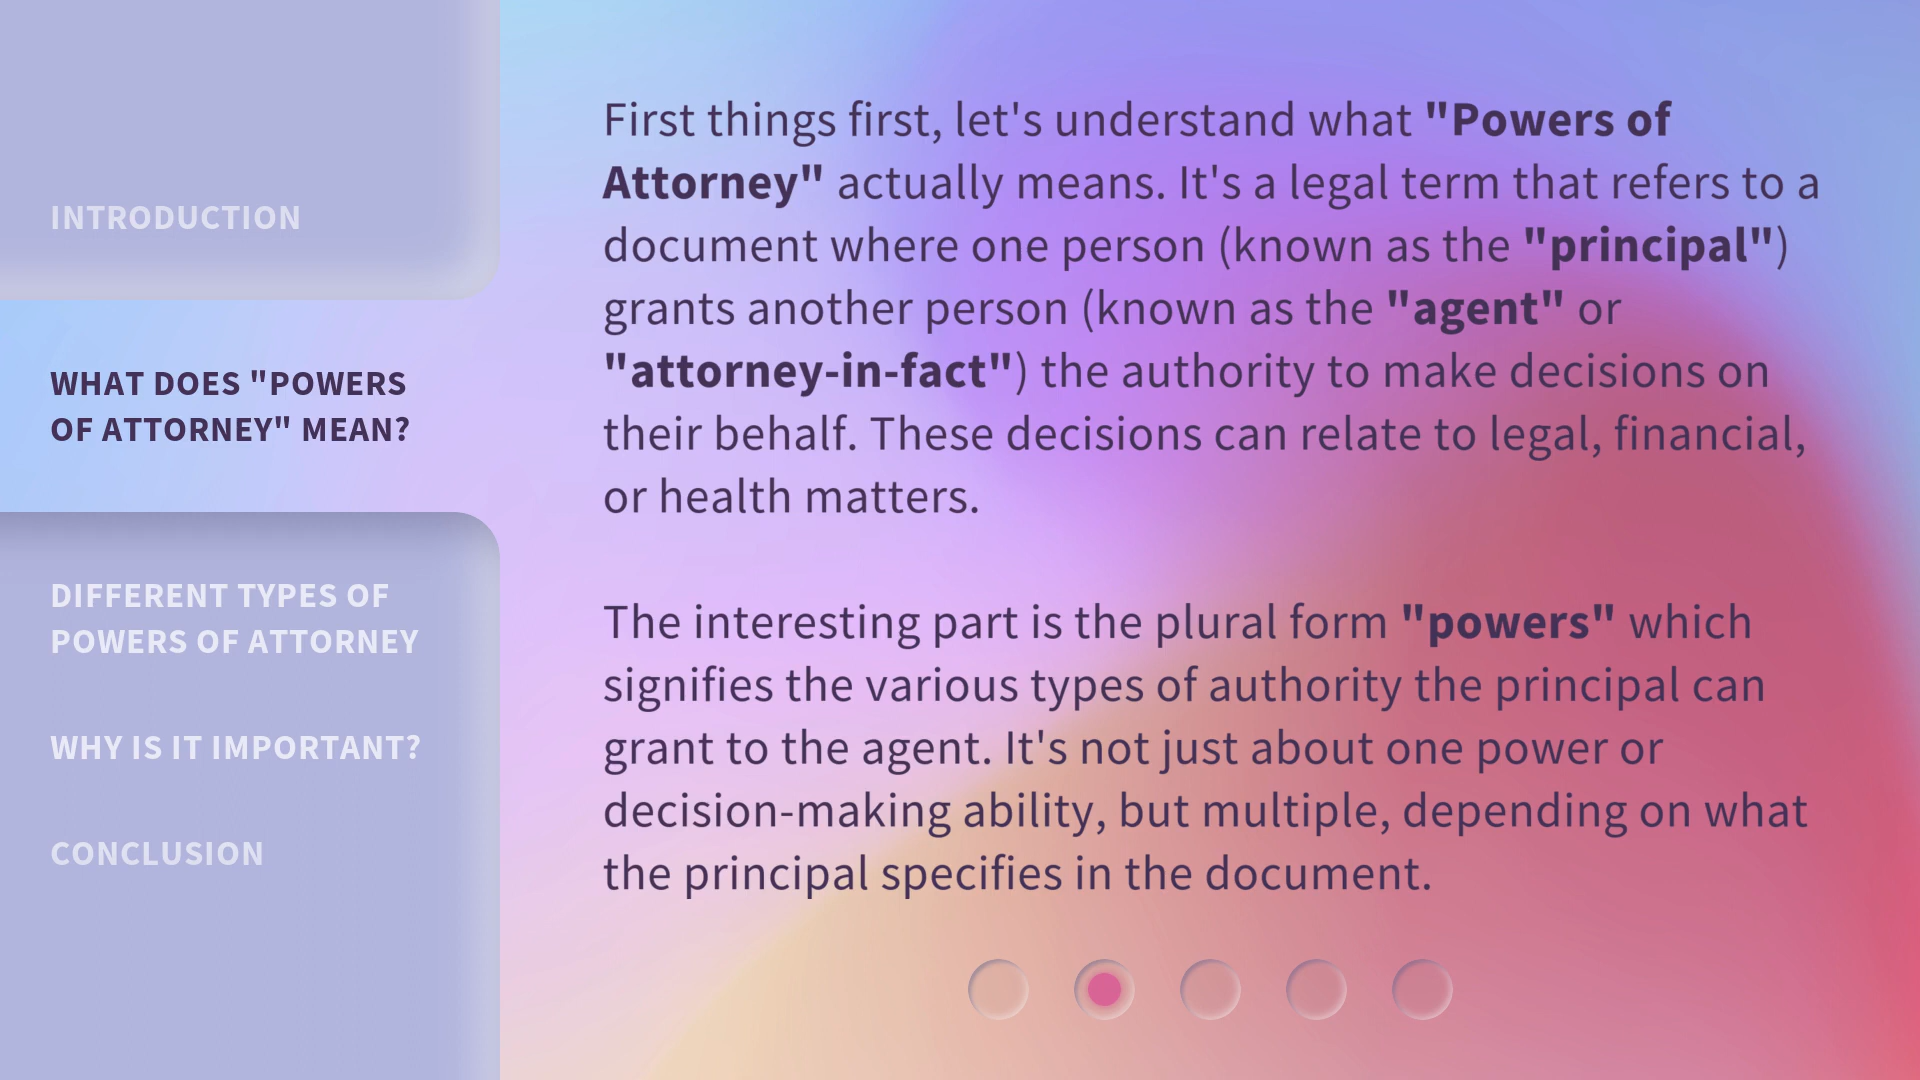 INTRODUCTION
WHAT DOES "POWERS
OF ATTORNEY" MEAN?
DIFFERENT TYPES OF
POWERS OF ATTORNEY
WHY IS IT IMPORTANT?
CONCLUSION
First things first, let's understand what "Powers of
Attorney" actually means. It's a legal term that refers to a
document where one person (known as the "principal")
grants another person (known as the "agent" or
"attorney-in-fact") the authority to make decisions on
their behalf. These decisions can relate to legal, financial,
or health matters.
The interesting part is the plural form "powers" which
signifies the various types of authority the principal can
grant to the agent. It's not just about one power or
decision-making ability, but multiple, depending on what
the principal specifies in the document.